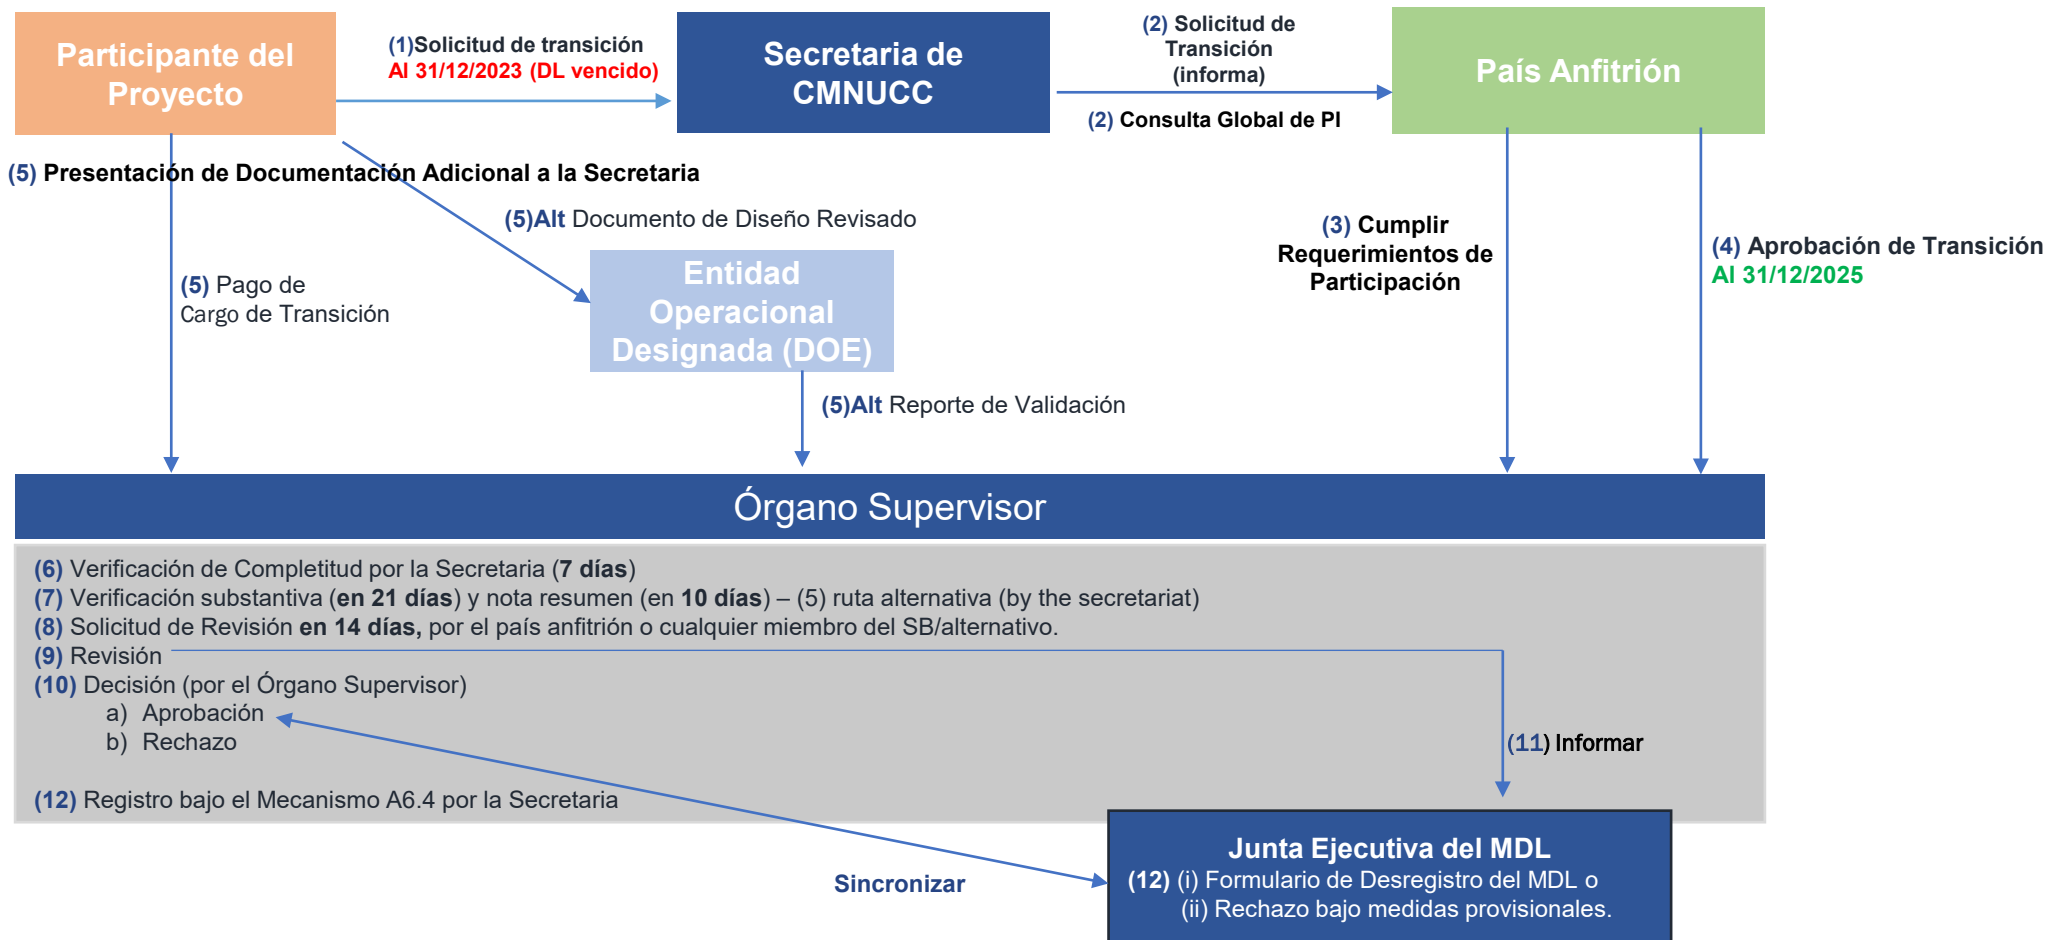 Participante del
Proyecto
(1)Solicitud de transición
Al 31/12/2023 (DL vencido)
Secretaria de
CMNUCC
(2) Solicitud de
Transición
(informa)
(2) Consulta Global de PI
País Anfitrión
(5) Presentación de Documentación Adicional a la Secretaria
(5)Alt Documento de Diseño Revisado
(5) Pago de
Cargo de Transición
Entidad
Operacional
Designada (DOE)
(3) Cumplir
Requerimientos de
Participación
(4) Aprobación de Transición
Al 31/12/2025
(5)Alt Reporte de Validación
Órgano Supervisor
(6) Verificación de Completitud por la Secretaria (7 días)
(7) Verificación substantiva (en 21 días) y nota resumen (en 10 días) – (5) ruta alternativa (by the secretariat)
(8) Solicitud de Revisión en 14 días, por el país anfitrión o cualquier miembro del SB/alternativo.
(9) Revisión
(10) Decisión (por el Órgano Supervisor)
a) Aprobación
b) Rechazo
(11) Informar
(12) Registro bajo el Mecanismo A6.4 por la Secretaria
Sincronizar
Junta Ejecutiva del MDL
(12) (i) Formulario de Desregistro del MDL o
(ii) Rechazo bajo medidas provisionales.